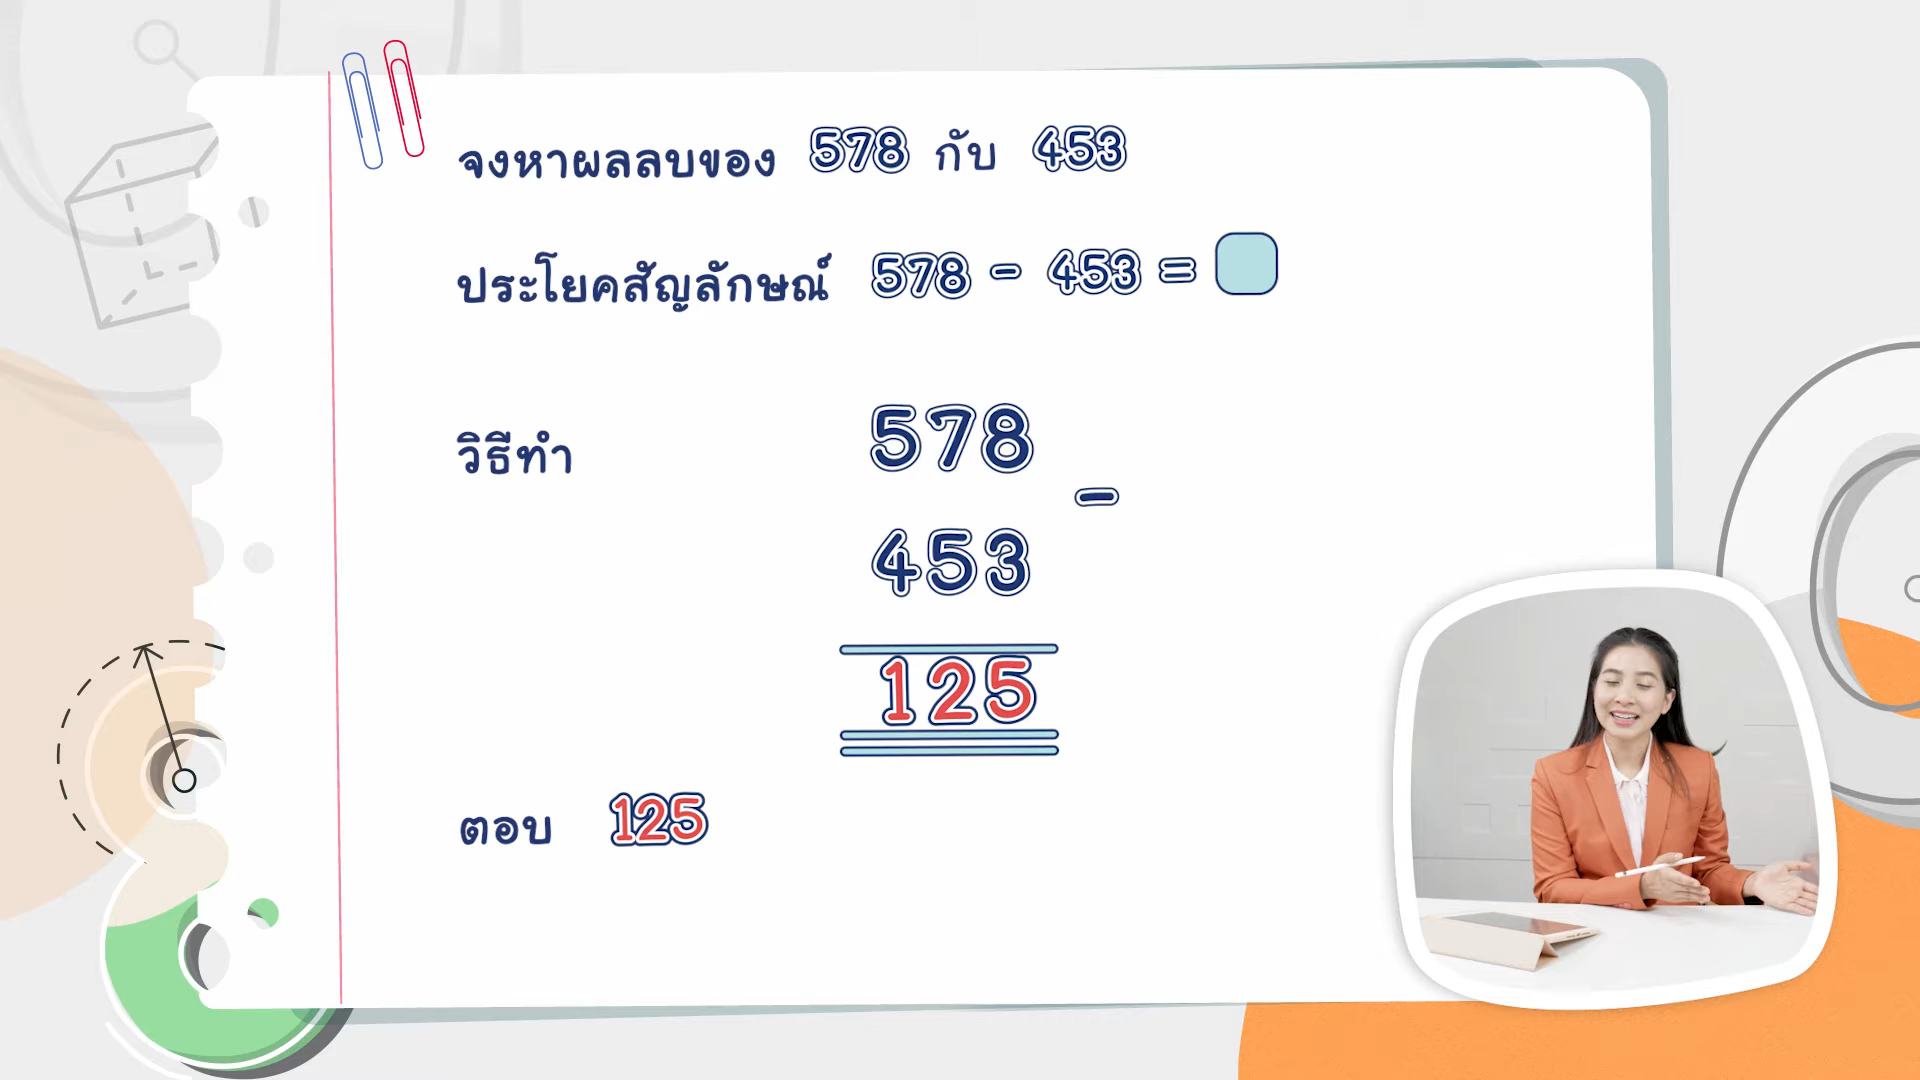 จงหาผลลบของ 578 กับ 453
ประโยคสัญลักษณ์ 578 - 453 =
วิธีทำ 578
-
453
125
ตอบ 125